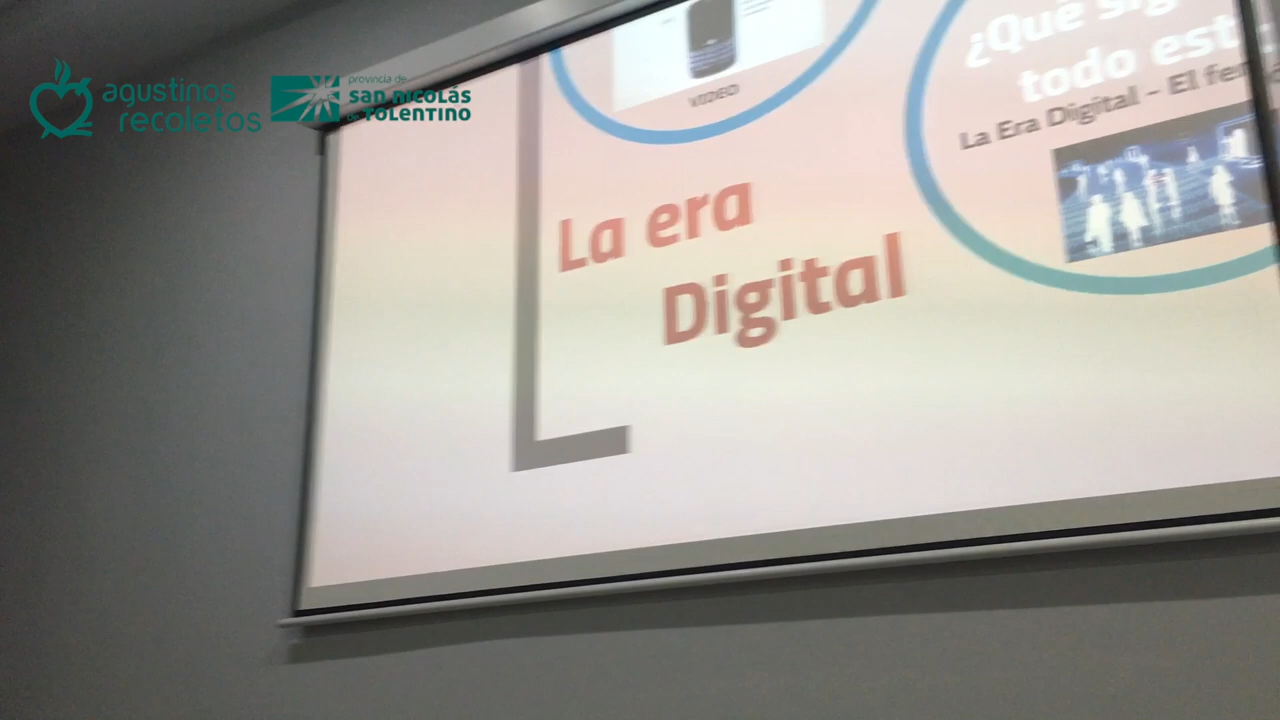 agustinos
recoletos
provincia de
SAN NICOLÁS
DE TOLENTINO
VIDEO
¿Qué
todo
La Era Digital - El
La era
Digital